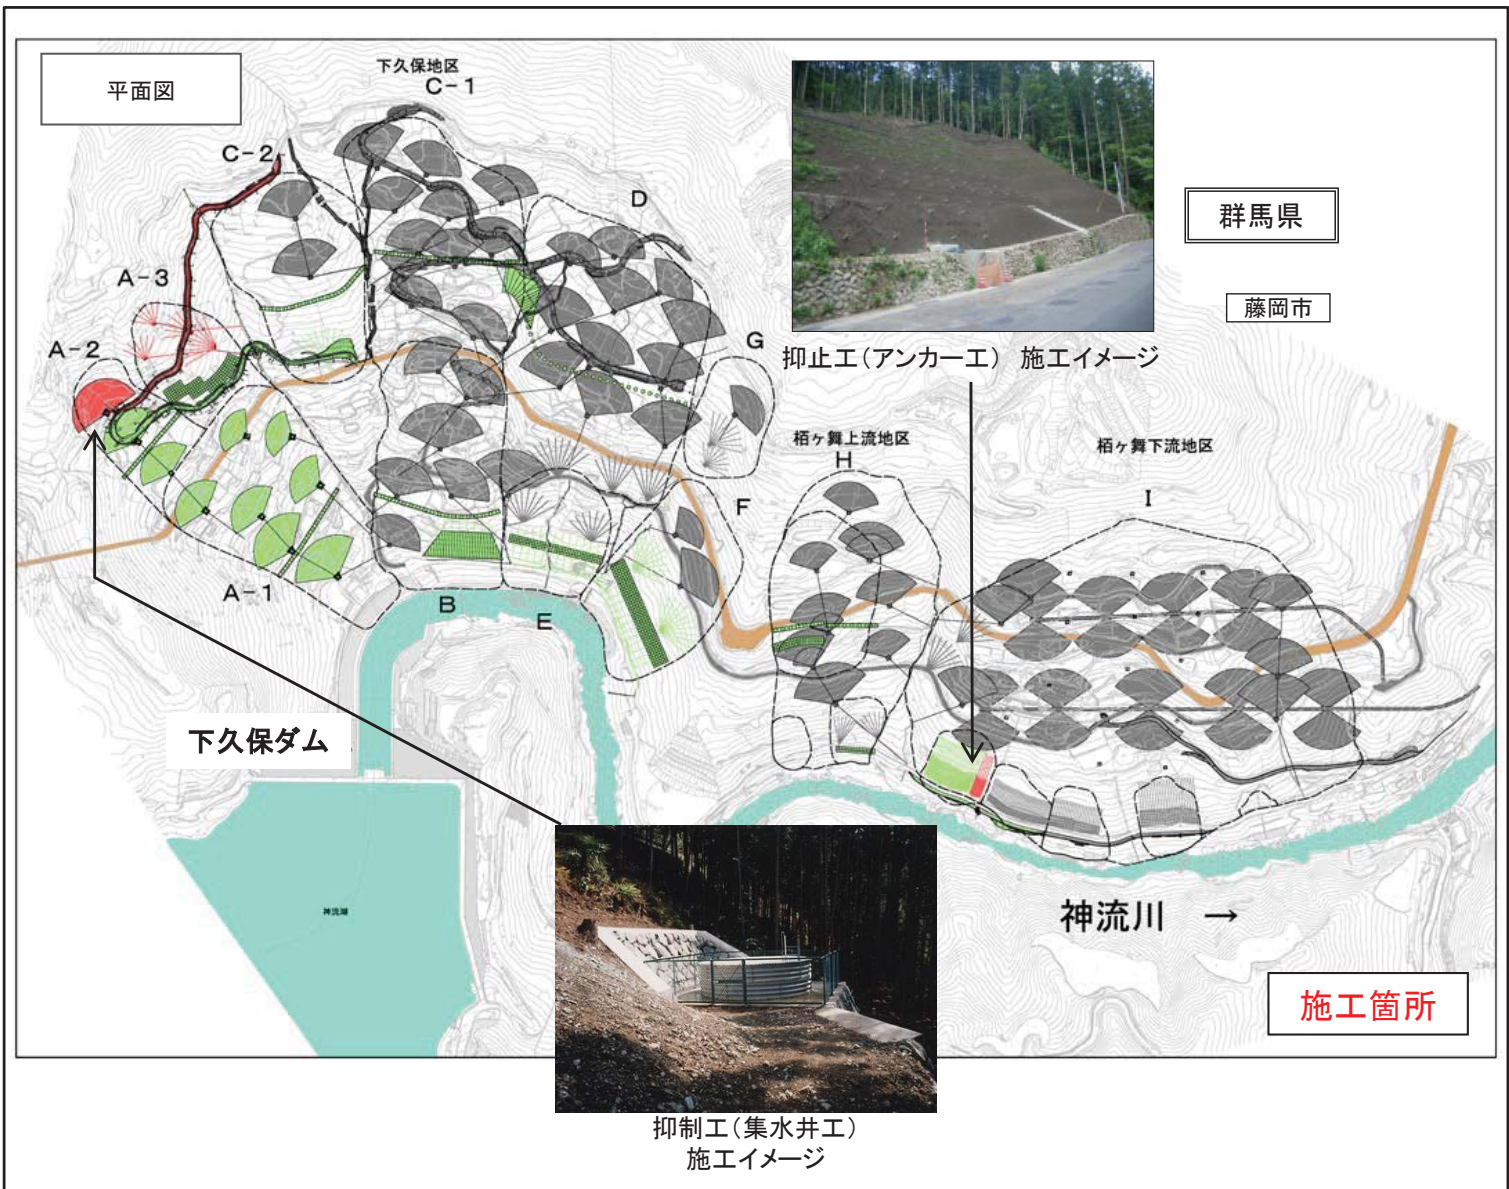 平面図
下久保地区
C-1
C-2
D
群馬県
A-3
藤岡市
A-2
G
抑止工(アンカー工) 施工イメージ
栢ヶ舞上流地区
H
栢ヶ舞下流地区
I
F
A-1
B
E
下久保ダム
神流湖
神流川 →
施工箇所
抑制工(集水井工)
施工イメージ